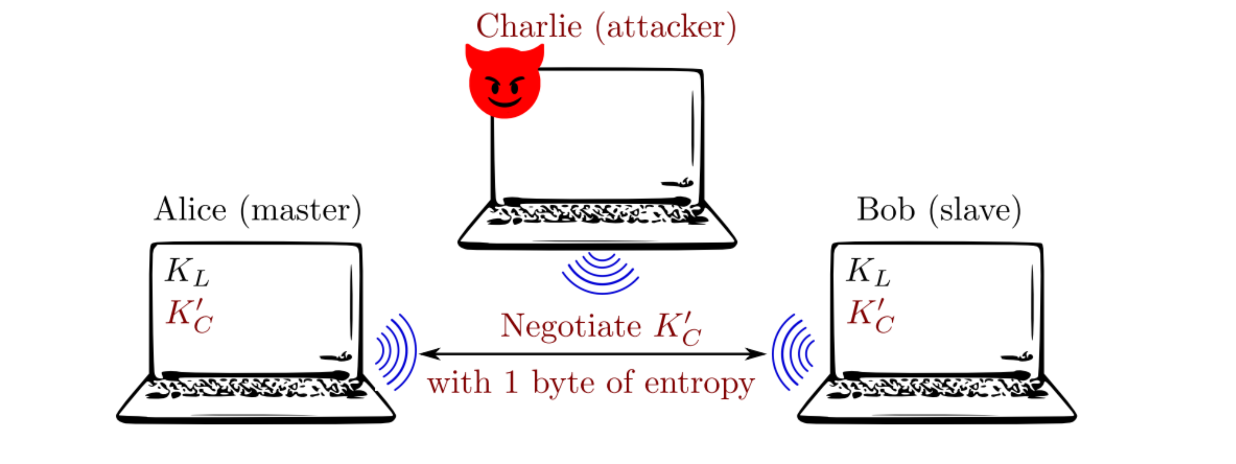 Charlie (attacker)
Alice (master)
Bob (slave)
K_L
K'_C
K_L
K'_C
Negotiate K'_C
with 1 byte of entropy